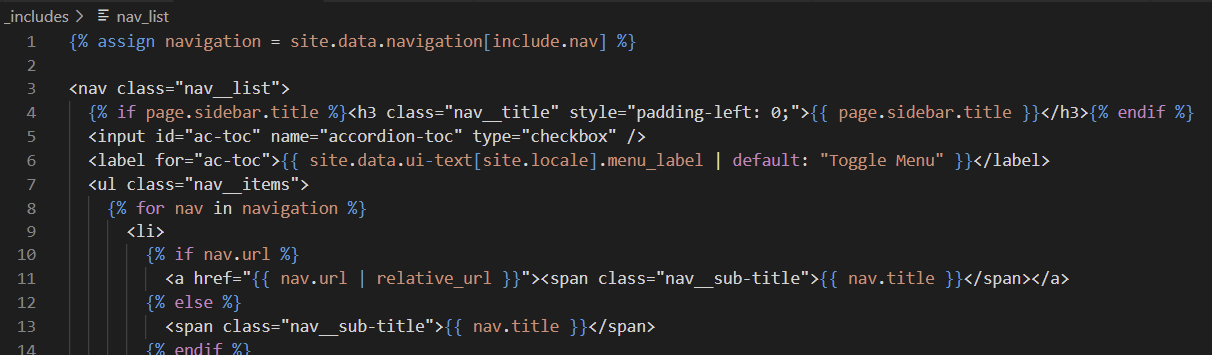 _includes > nav_list
1 {% assign navigation = site.data.navigation[include.nav] %}
2
3 <nav class="nav__list">
4 {% if page.sidebar.title %}<h3 class="nav__title" style="padding-left: 0;">{{ page.sidebar.title }}</h3>{% endif %}
5 <input id="ac-toc" name="accordion-toc" type="checkbox" />
6 <label for="ac-toc">{{ site.data.ui-text[site.locale].menu_label | default: "Toggle Menu" }}</label>
7 <ul class="nav__items">
8 {% for nav in navigation %}
9 <li>
10 {% if nav.url %}
11 <a href="{{ nav.url | relative_url }}"><span class="nav__sub-title">{{ nav.title }}</span></a>
12 {% else %}
13 <span class="nav__sub-title">{{ nav.title }}</span>
14 {% endif %}